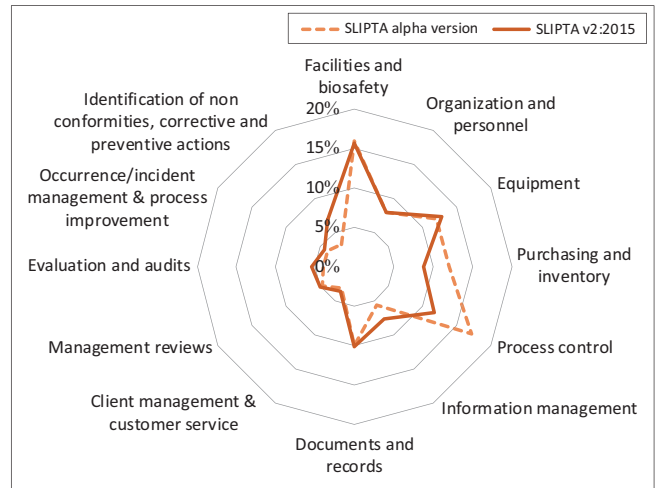 SLIPTA alpha version
SLIPTA v2:2015
Facilities and
biosafety
Organization and
personnel
Equipment
Purchasing and
inventory
Process control
Information management
Documents and
records
Client management &
customer service
Management reviews
Evaluation and audits
Occurrence/incident
management & process
improvement
Identification of non
conformities, corrective and
preventive actions
20%
15%
10%
5%
0%